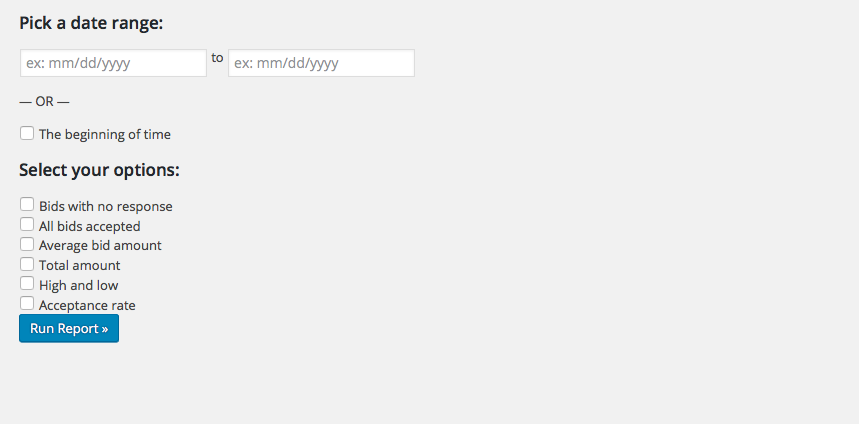 Pick a date range:
ex: mm/dd/yyyy to ex: mm/dd/yyyy
— OR —
The beginning of time
Select your options:
Bids with no response
All bids accepted
Average bid amount
Total amount
High and low
Acceptance rate
Run Report »